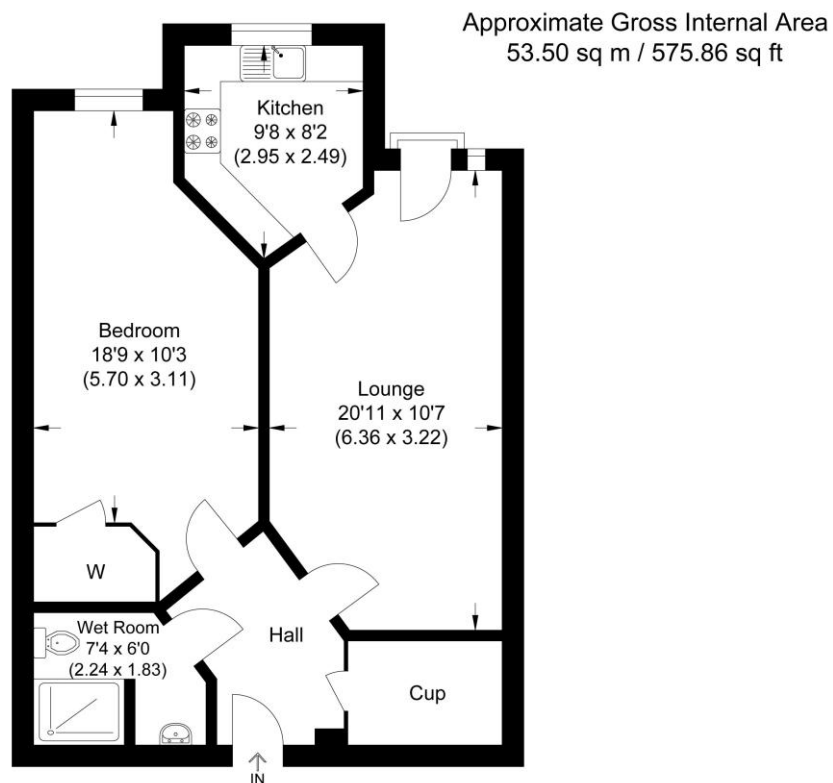 Approximate Gross Internal Area
53.50 sq m / 575.86 sq ft
Kitchen
9'8 x 8'2
(2.95 x 2.49)
Bedroom
18'9 x 10'3
(5.70 x 3.11)
Lounge
20'11 x 10'7
(6.36 x 3.22)
W
Wet Room
7'4 x 6'0
(2.24 x 1.83)
Hall
Cup
IN